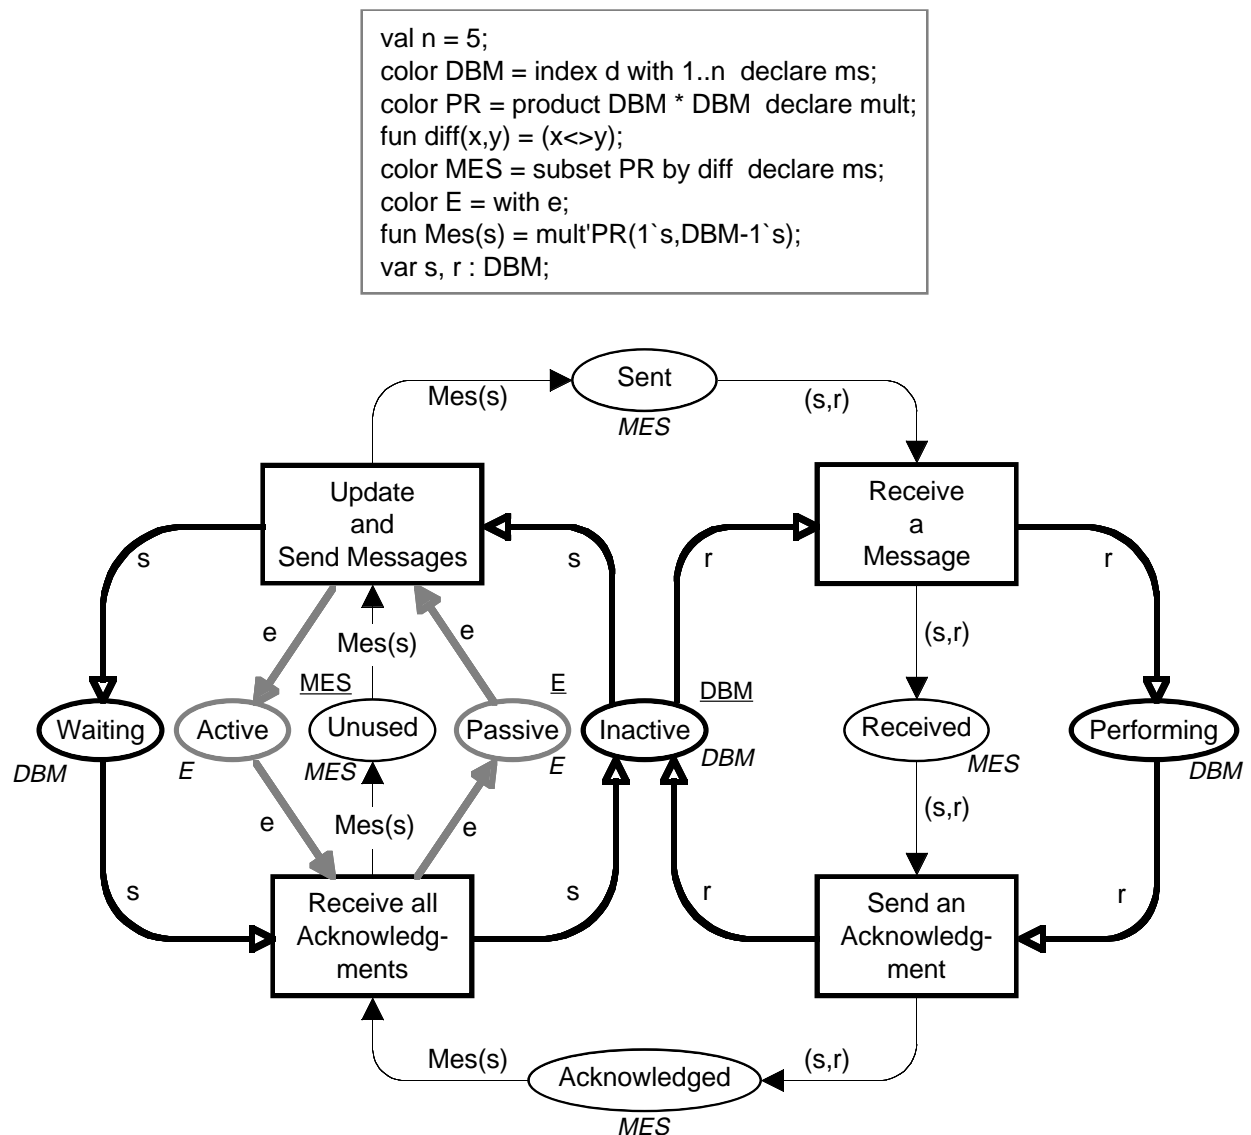 val n = 5;
color DBM = index d with 1..n declare ms;
color PR = product DBM * DBM declare mult;
fun diff(x,y) = (x<>y);
color MES = subset PR by diff declare ms;
color E = with e;
fun Mes(s) = mult'PR(1`s,DBM-1`s);
var s, r : DBM;
Sent
Mes(s)
(s,r)
MES
Update
and
Send Messages
Receive
a
Message
s
s
r
r
e
Mes(s)
e
(s,r)
MES
E
DBM
Waiting
Active
Unused
Passive
Inactive
Received
Performing
DBM
E
MES
E
DBM
MES
DBM
e
Mes(s)
e
(s,r)
s
s
r
r
Receive all
Acknowledg-
ments
Send an
Acknowledg-
ment
Mes(s)
Acknowledged
(s,r)
MES